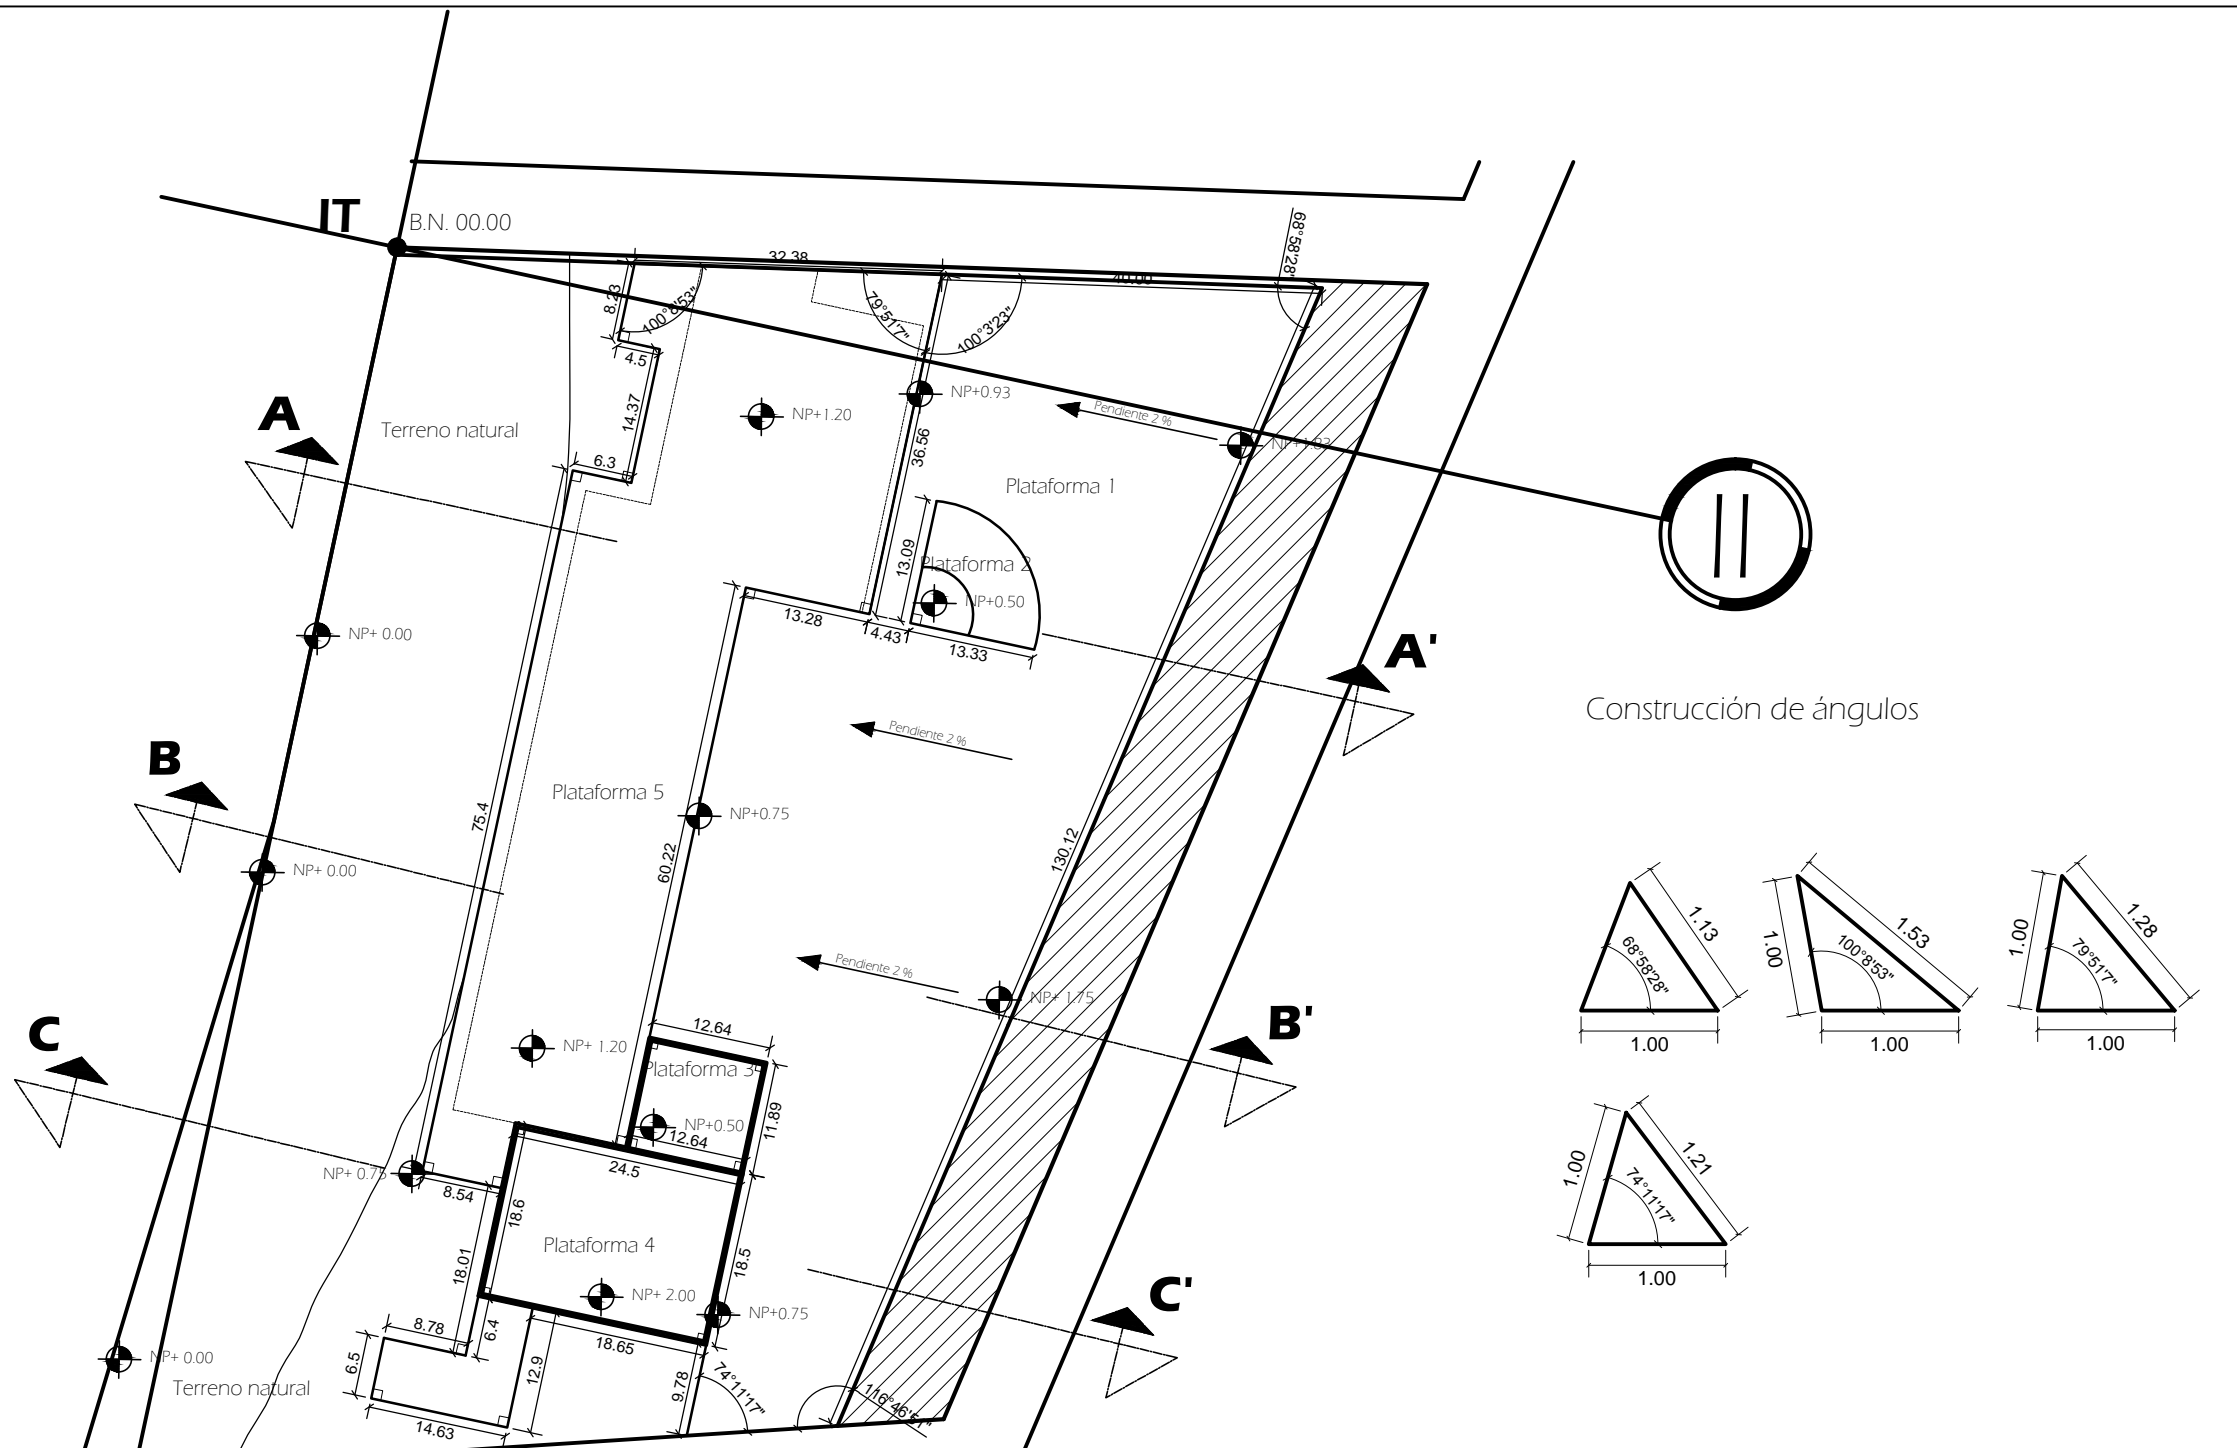 IT
B.N. 00.00
32.38
40.00
68°58'28"
8.23
100°8'53"
79°51'7"
100°3'23"
4.5
14.37
6.3
NP+1.20
NP+0.93
Pendiente 2 %
NP+1.83
A
Terreno natural
36.56
Plataforma 1
13.09
Plataforma 2
NP+0.50
13.28
4.43
13.33
NP+ 0.00
A'
Construcción de ángulos
Pendiente 2 %
B
75.4
Plataforma 5
NP+0.75
60.22
130.12
NP+ 0.00
Pendiente 2 %
NP+ 1.75
1.13
68°58'28"
1.00
1.00
1.53
100°8'53"
1.00
1.00
1.28
79°51'7"
1.00
C
12.64
B'
NP+ 1.20
Plataforma 3
11.89
NP+0.50
12.64
24.5
NP+ 0.75
8.54
18.6
1.00
1.21
74°11'17"
1.00
Plataforma 4
18.01
18.5
NP+ 2.00
NP+0.75
C'
8.78
6.4
18.65
6.5
12.9
9.78
74°11'17"
116°46'51"
NP+ 0.00
Terreno natural
14.63